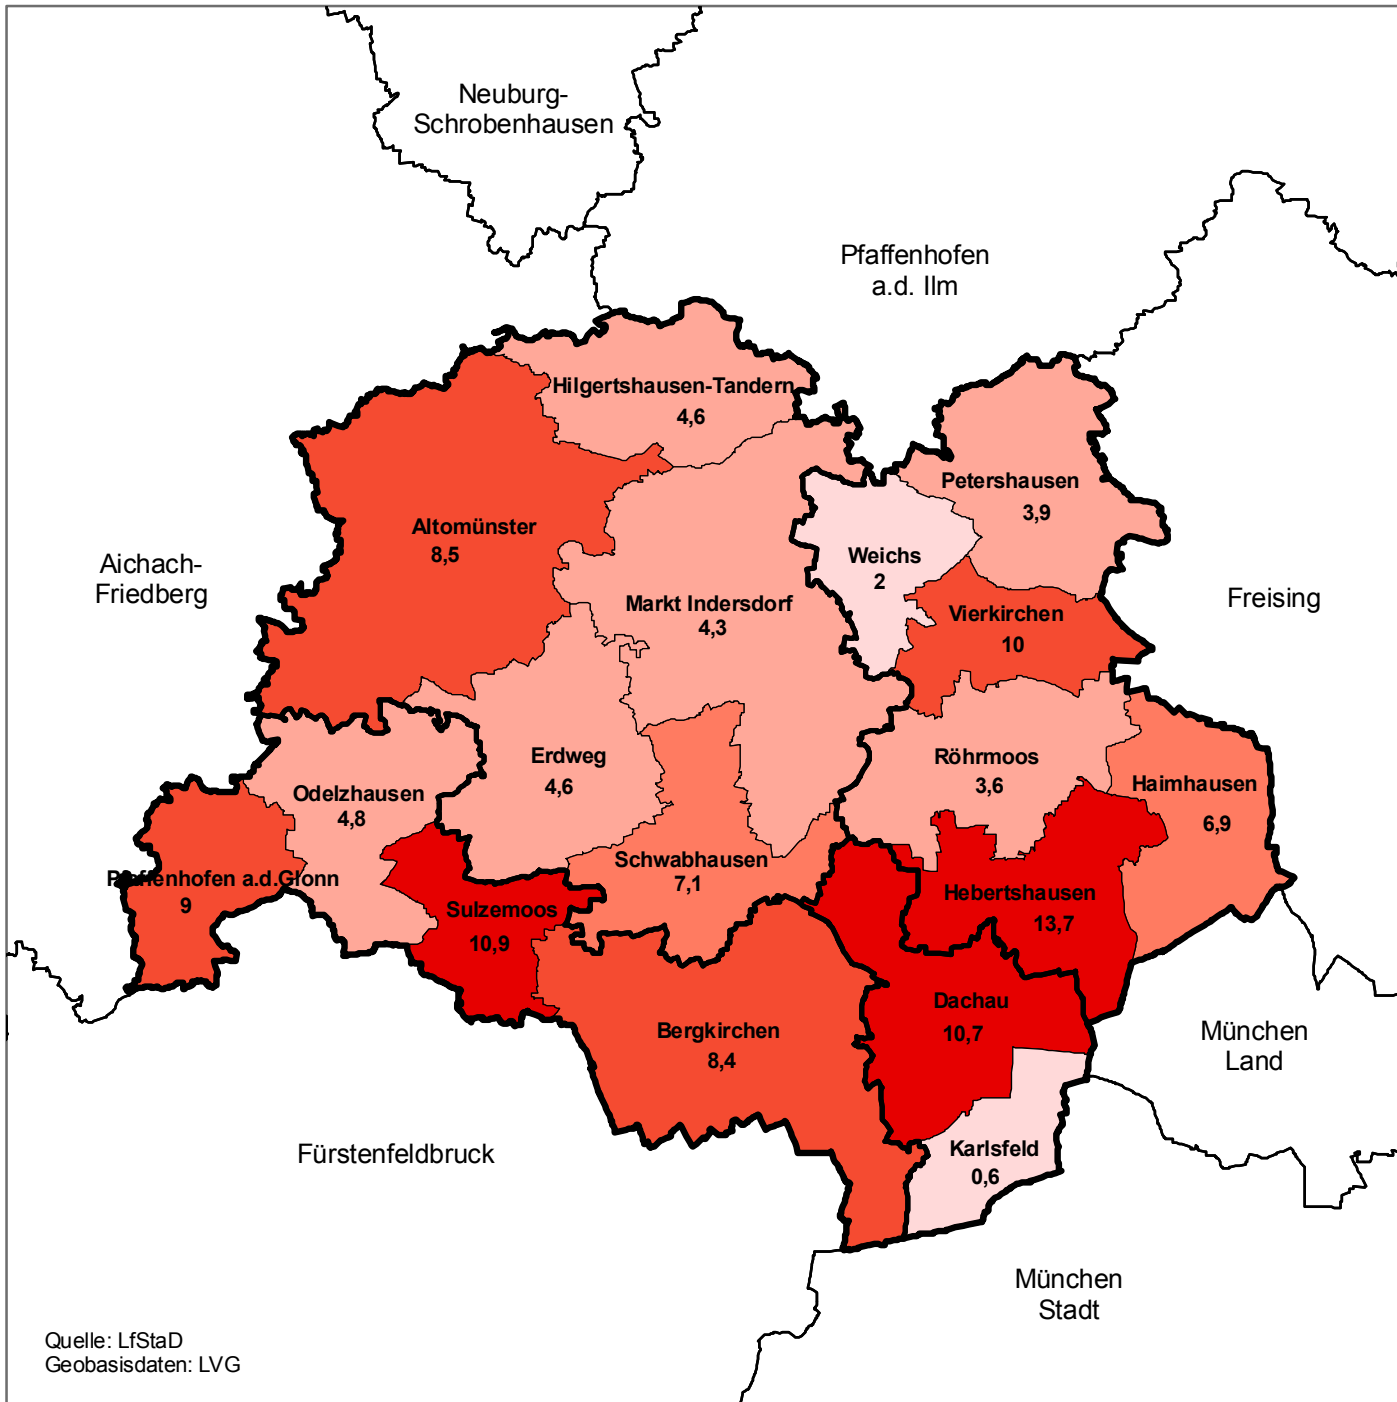 Neuburg-
Schrobenhausen
Pfaffenhofen
a.d. Ilm
Hilgertshausen-Tandern
4,6
Petershausen
3,9
Altomünster
8,5
Weichs
2
Aichach-
Friedberg
Markt Indersdorf
4,3
Freising
Vierkirchen
10
Erdweg
4,6
Röhrmoos
3,6
Haimhausen
6,9
Odelzhausen
4,8
Schwabhausen
7,1
Pfaffenhofen a.d.Glonn
9
Hebertshausen
13,7
Sulzemoos
10,9
Dachau
10,7
Bergkirchen
8,4
München
Land
Fürstenfeldbruck
Karlsfeld
0,6
München
Stadt
Quelle: LfStaD
Geobasisdaten: LVG